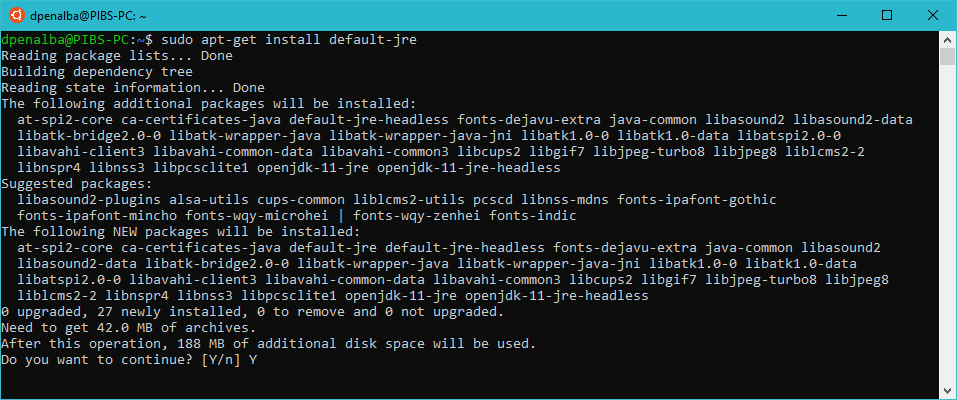 dpenalba@PIBS-PC: ~
dpenalba@PIBS-PC:~$ sudo apt-get install default-jre
Reading package lists... Done
Building dependency tree
Reading state information... Done
The following additional packages will be installed:
  at-spi2-core ca-certificates-java default-jre-headless fonts-dejavu-extra java-common libasound2 libasound2-data
  libatk-bridge2.0-0 libatk-wrapper-java libatk-wrapper-java-jni libatk1.0-0 libatk1.0-data libatspi2.0-0
  libavahi-client3 libavahi-common-data libavahi-common3 libcups2 libgif7 libjpeg-turbo8 libjpeg8 liblcms2-2
  libnspr4 libnss3 libpcsclite1 openjdk-11-jre openjdk-11-jre-headless
Suggested packages:
  libasound2-plugins alsa-utils cups-common liblcms2-utils pcscd libnss-mdns fonts-ipafont-gothic
  fonts-ipafont-mincho fonts-wqy-microhei | fonts-wqy-zenhei fonts-indic
The following NEW packages will be installed:
  at-spi2-core ca-certificates-java default-jre default-jre-headless fonts-dejavu-extra java-common libasound2
  libasound2-data libatk-bridge2.0-0 libatk-wrapper-java libatk-wrapper-java-jni libatk1.0-0 libatk1.0-data
  libatspi2.0-0 libavahi-client3 libavahi-common-data libavahi-common3 libcups2 libgif7 libjpeg-turbo8 libjpeg8
  liblcms2-2 libnspr4 libnss3 libpcsclite1 openjdk-11-jre openjdk-11-jre-headless
0 upgraded, 27 newly installed, 0 to remove and 0 not upgraded.
Need to get 42.0 MB of archives.
After this operation, 188 MB of additional disk space will be used.
Do you want to continue? [Y/n] Y